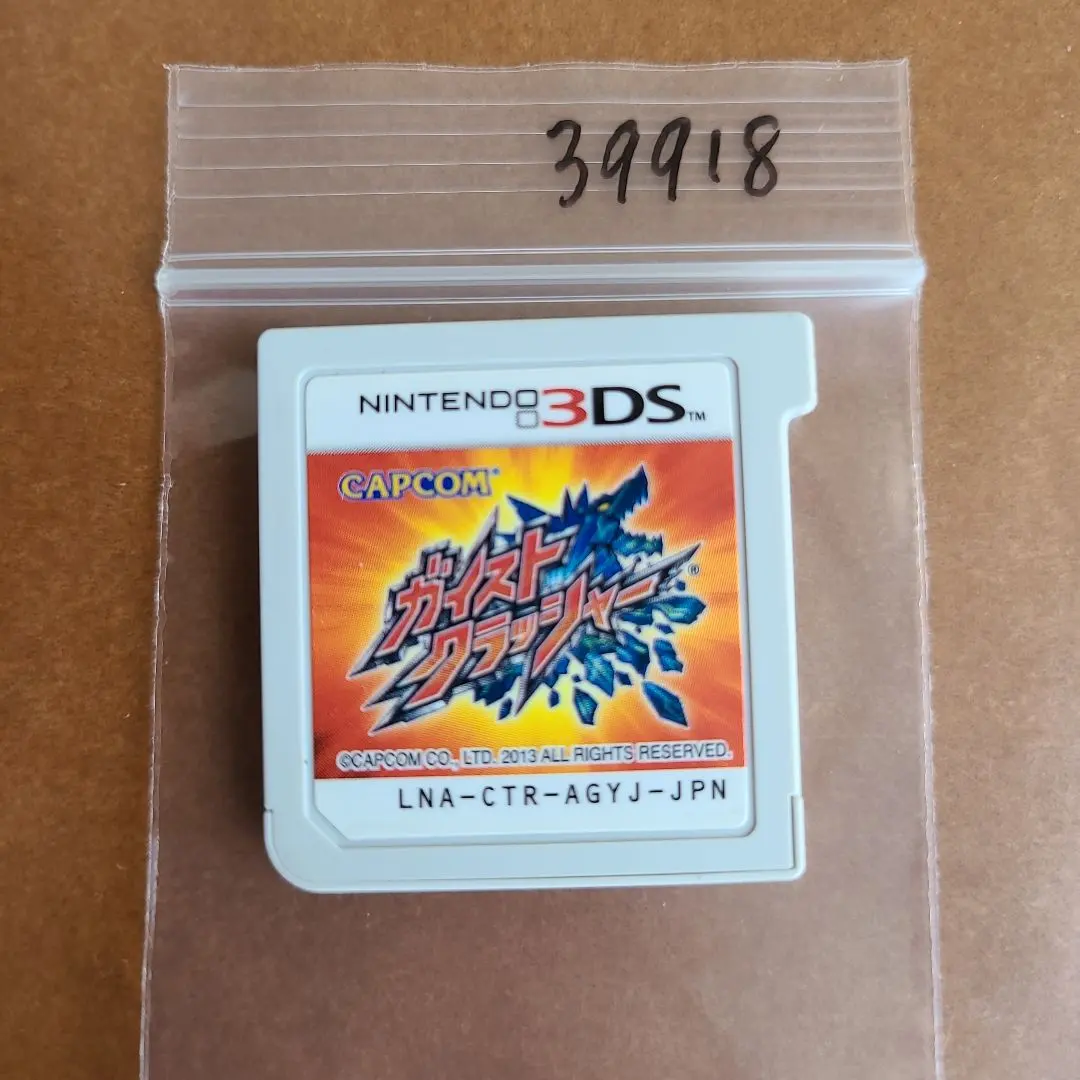 39918
NINTENDO 3DS™
CAPCOM®
ガイスト
クラッシャー®
©CAPCOM CO., LTD. 2013 ALL RIGHTS RESERVED.
LNA-CTR-AGYJ-JPN